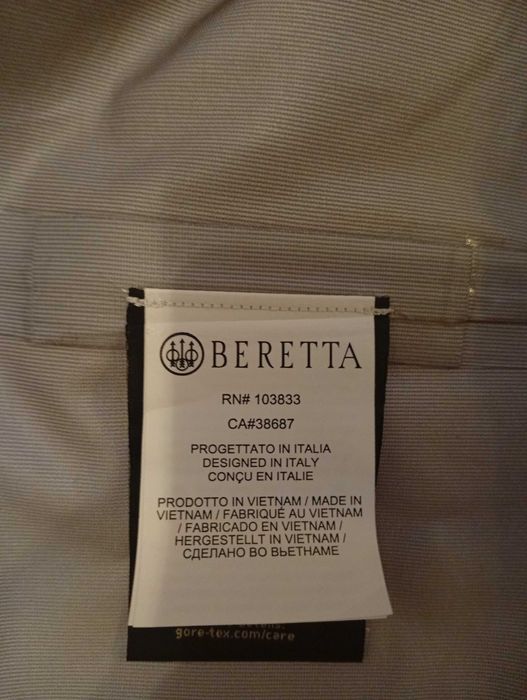 BERETTA
RN# 103833
CA#38687
PROGETTATO IN ITALIA
DESIGNED IN ITALY
CONÇU EN ITALIE
PRODOTTO IN VIETNAM / MADE IN
VIETNAM / FABRIQUÉ AU VIETNAM
/ FABRICADO EN VIETNAM /
HERGESTELLT IN VIETNAM /
СДЕЛАНО ВО ВЬЕТНАМЕ
details:
gore-tex.com/care